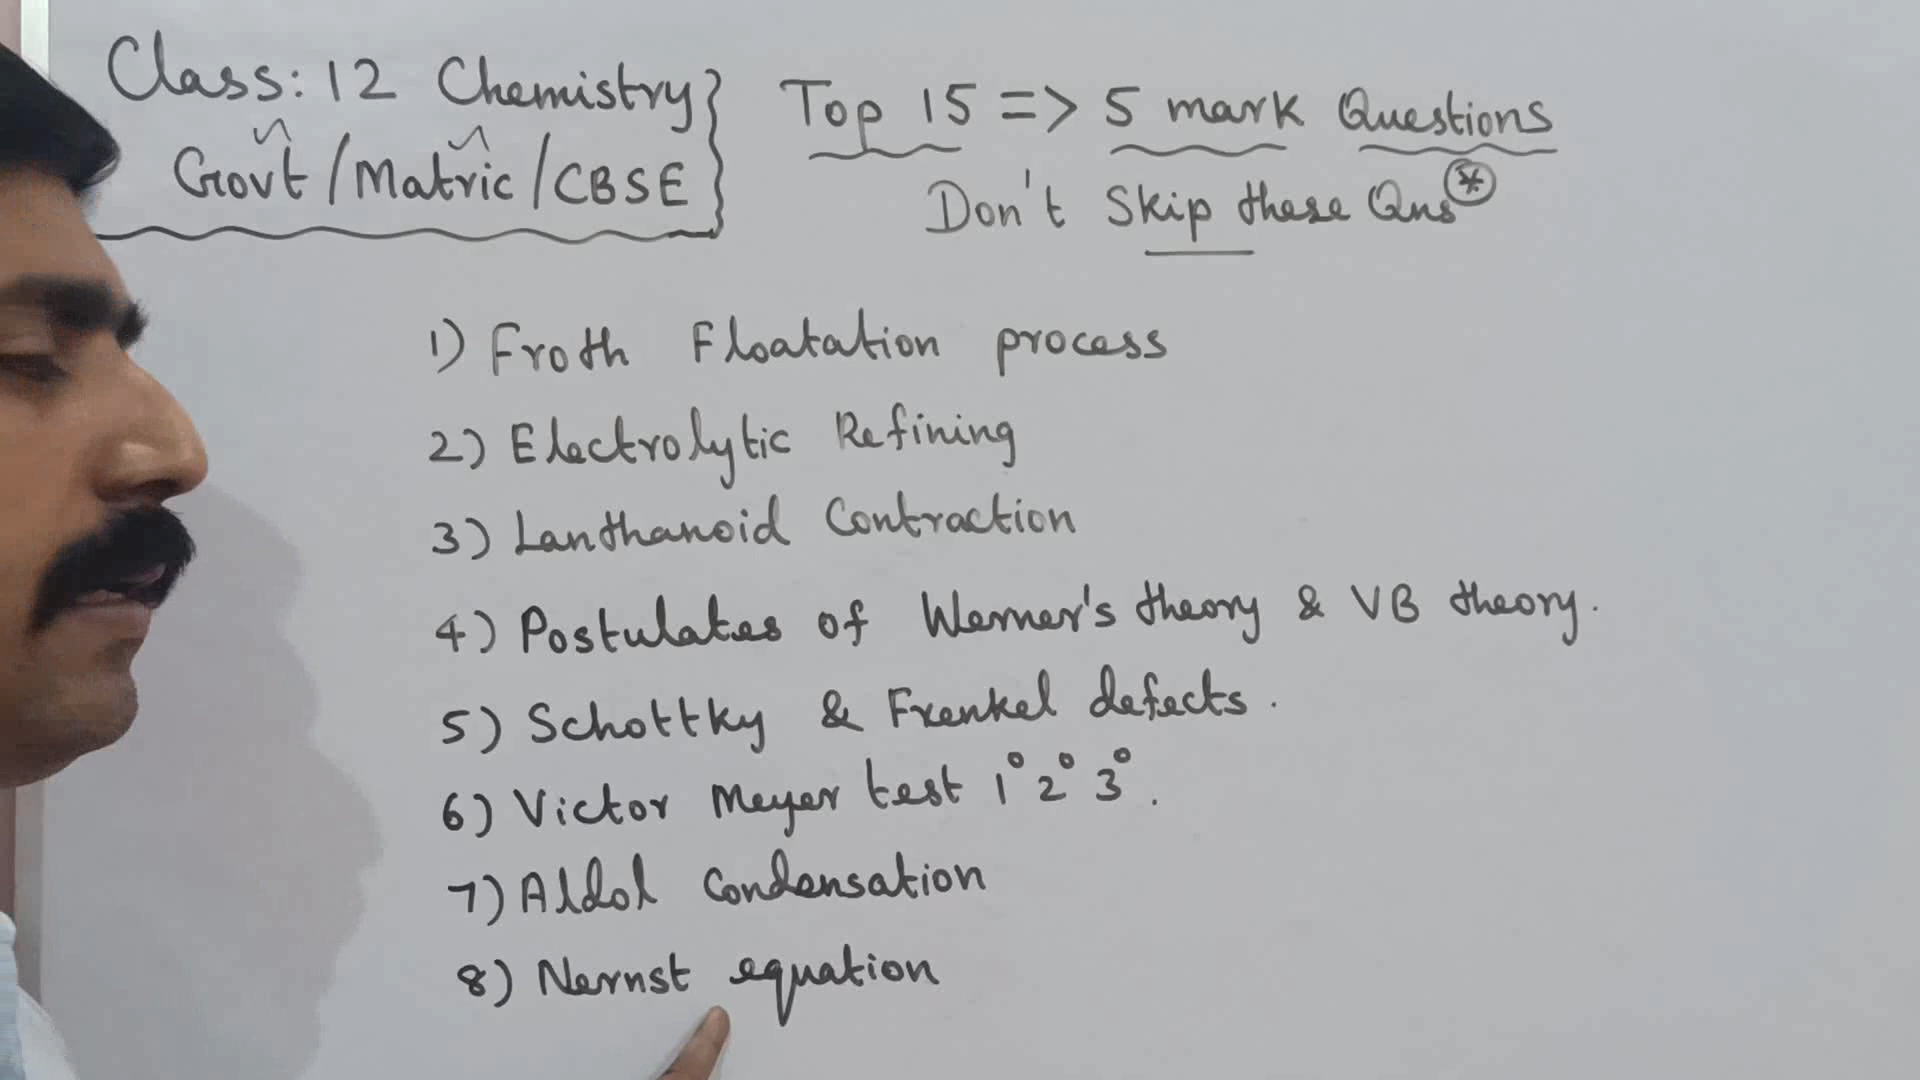 Class: 12 Chemistry
Govt / Matric / CBSE
Top 15 => 5 mark Questions
Don't Skip these Qns *
1) Froth Floatation process
2) Electrolytic Refining
3) Lanthanoid Contraction
4) Postulates of Werner's theory & VB theory.
5) Schottky & Frenkel defects.
6) Victor Meyer test 1° 2° 3°.
7) Aldol Condensation
8) Nernst equation